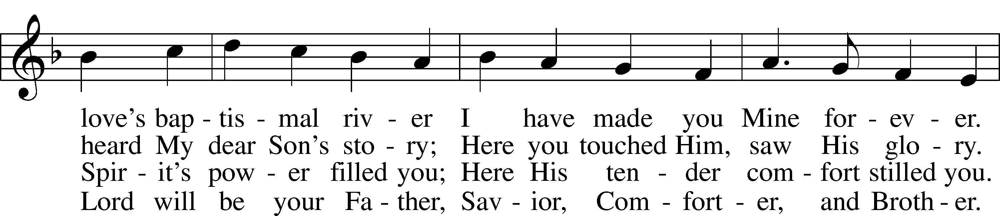 love’s bap - tis - mal riv - er I have made you Mine for - ev - er.
heard My dear Son’s sto - ry; Here you touched Him, saw His glo - ry.
Spir - it’s pow - er filled you; Here His ten - der com - fort stilled you.
Lord will be your Fa - ther, Sav - ior, Com - fort - er, and Broth - er.